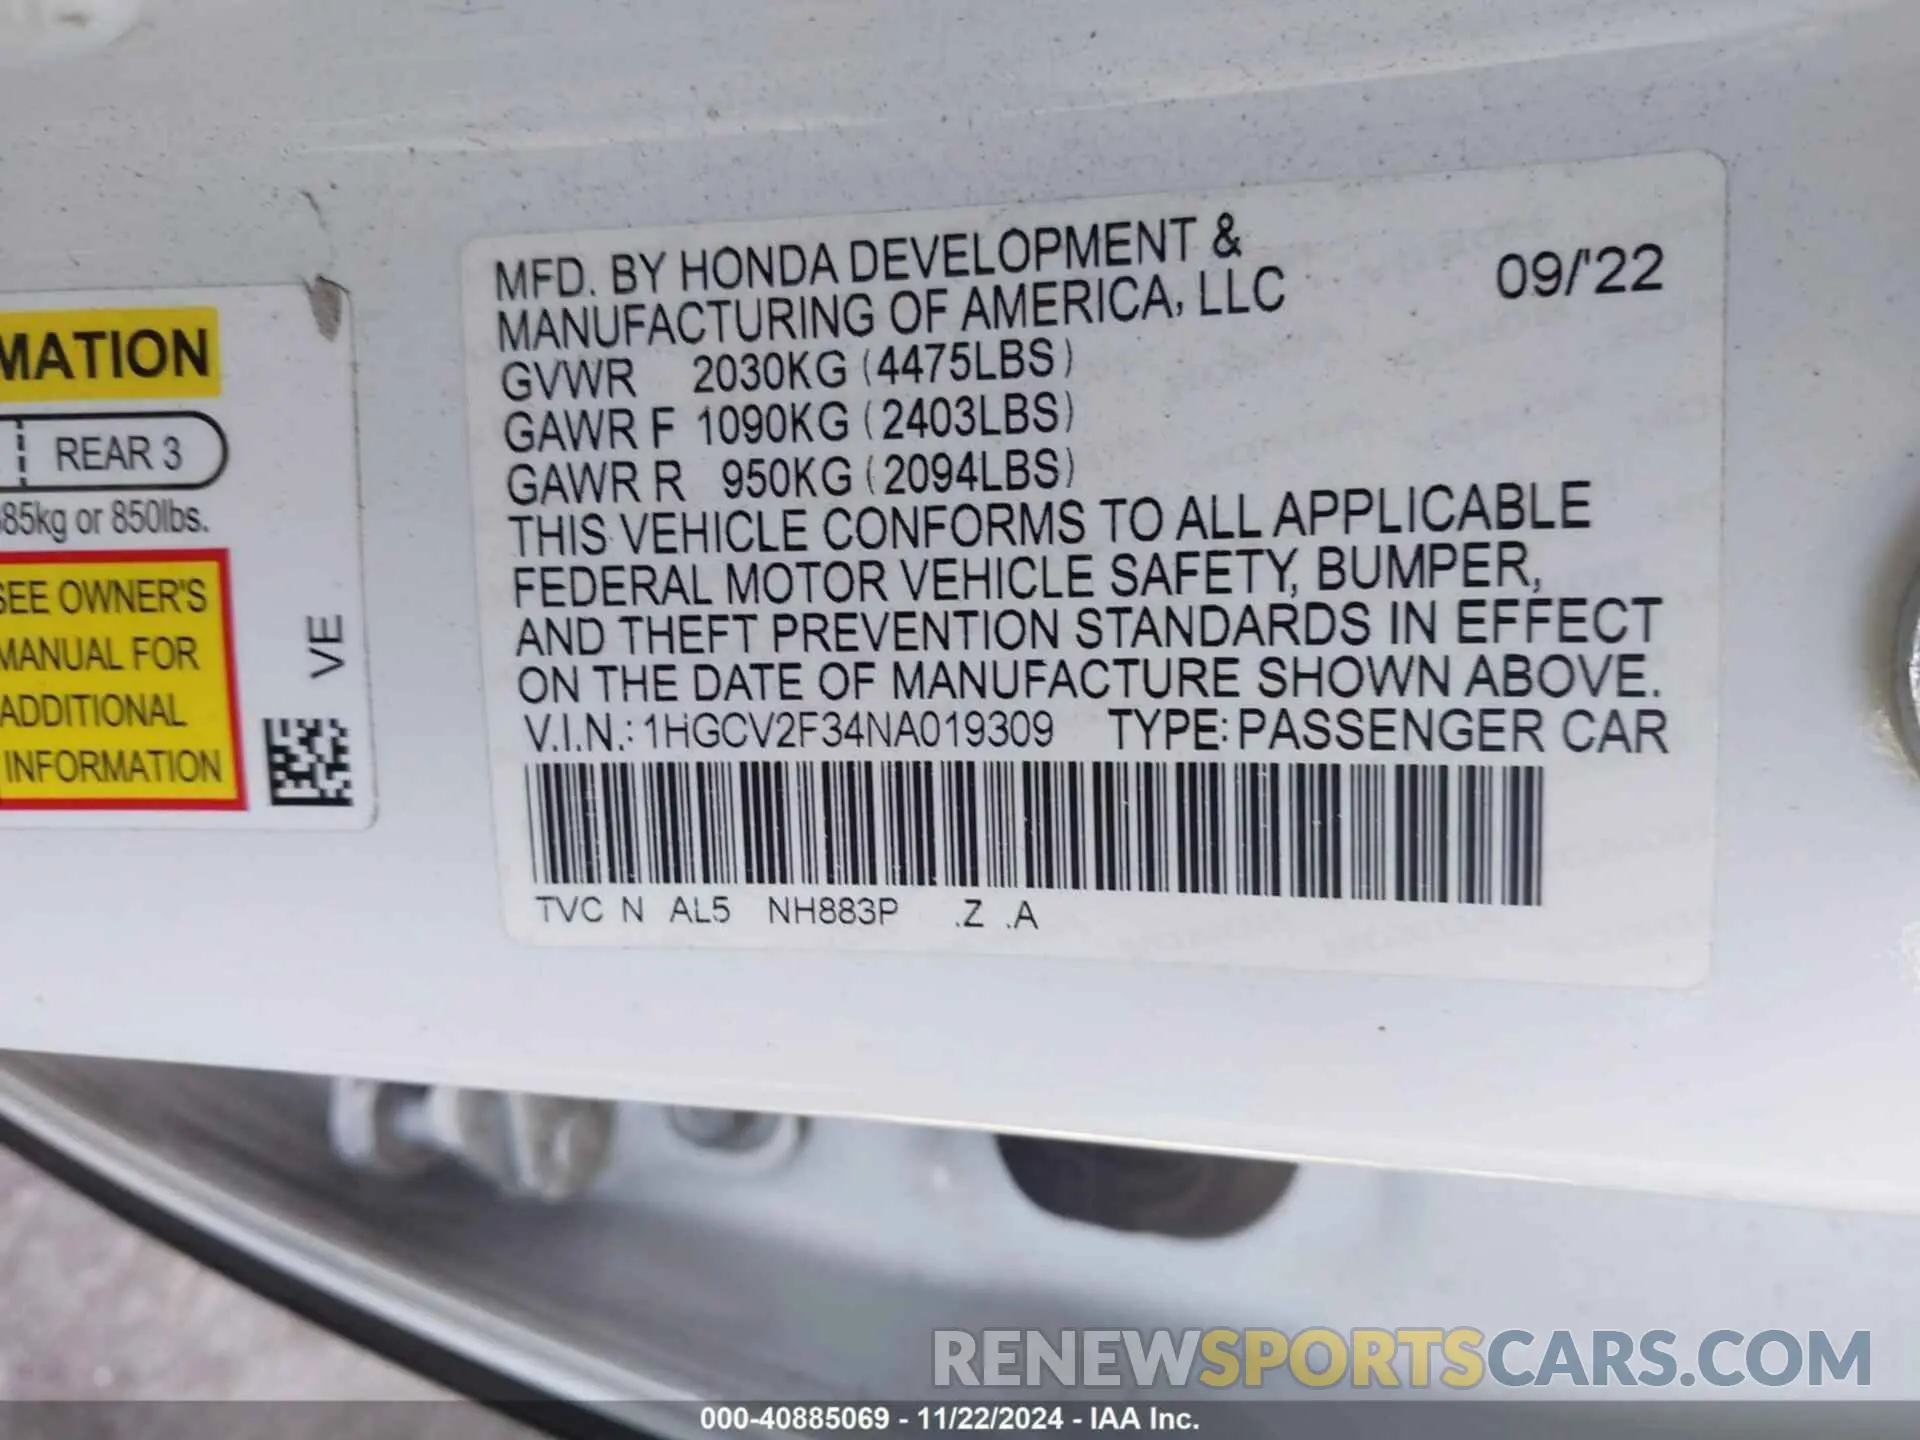 MATION
REAR 3
85kg or 850lbs.
SEE OWNER'S
MANUAL FOR
ADDITIONAL
INFORMATION
VE
MFD. BY HONDA DEVELOPMENT &
MANUFACTURING OF AMERICA, LLC 09/'22
GVWR 2030KG (4475LBS)
GAWR F 1090KG (2403LBS)
GAWR R 950KG (2094LBS)
THIS VEHICLE CONFORMS TO ALL APPLICABLE
FEDERAL MOTOR VEHICLE SAFETY, BUMPER,
AND THEFT PREVENTION STANDARDS IN EFFECT
ON THE DATE OF MANUFACTURE SHOWN ABOVE.
V.I.N.: 1HGCV2F34NA019309 TYPE: PASSENGER CAR
TVC N AL5 NH883P .Z .A
RENEWSPORTSCARS.COM
000-40885069 - 11/22/2024 - IAA Inc.